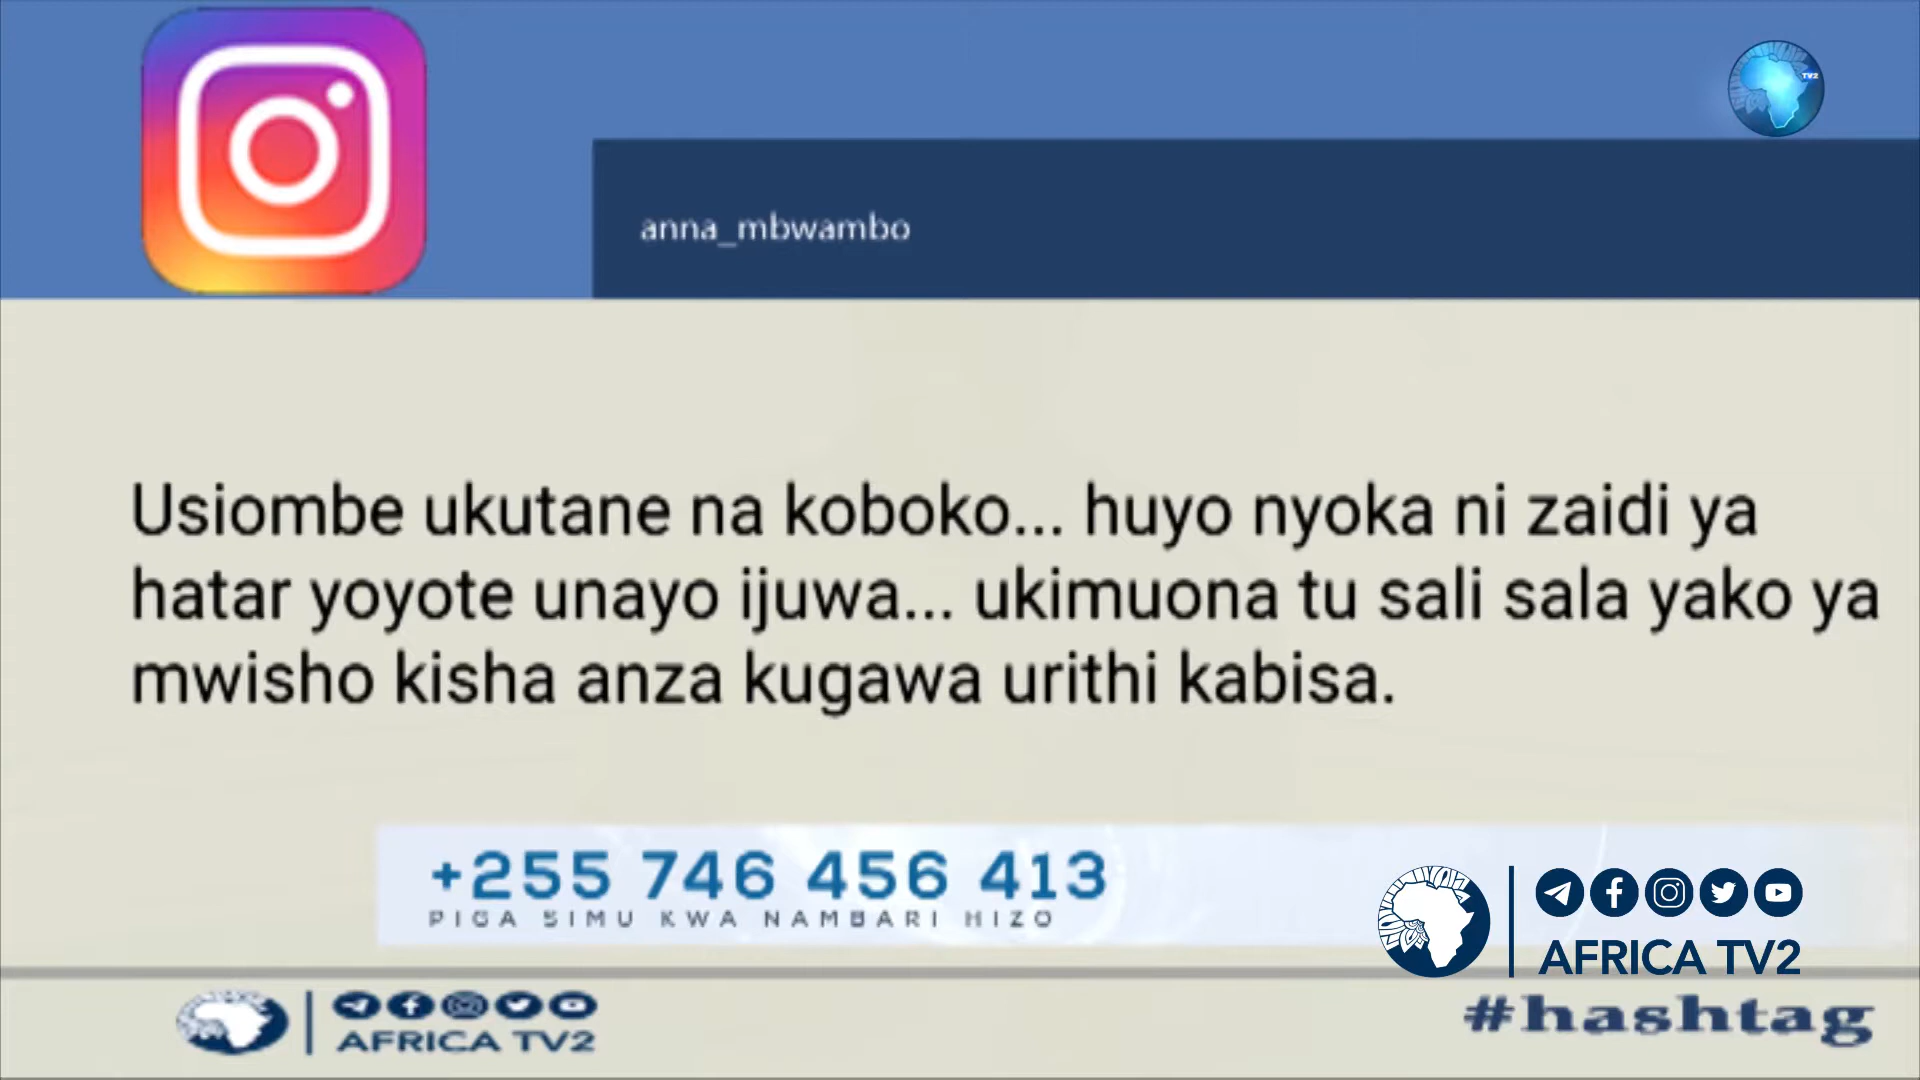 TV2
anna_mbwambo
Usiombe ukutane na koboko... huyo nyoka ni zaidi ya
hatar yoyote unayo ijuwa... ukimuona tu sali sala yako ya
mwisho kisha anza kugawa urithi kabisa.
+255 746 456 413
PIGA SIMU KWA NAMBARI HIZO
AFRICA TV2
AFRICA TV2
#hashtag